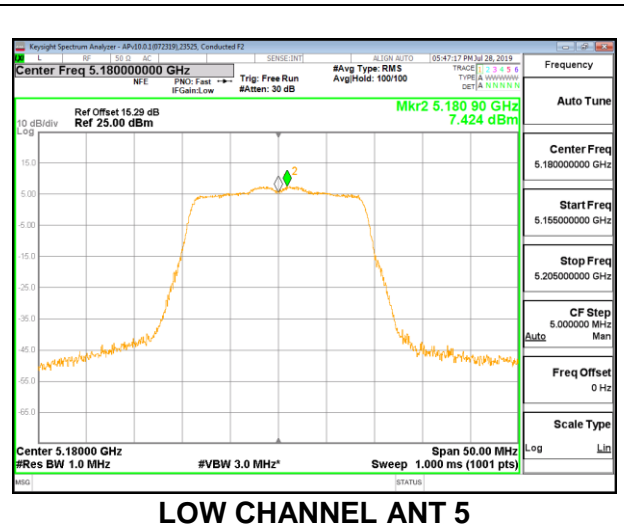 Keysight Spectrum Analyzer - APv10.0.1(072319),23525, Conducted F2
L RF 50 Ω AC SENSE:INT ALIGN AUTO 05:47:17 PM Jul 28, 2019
Center Freq 5.180000000 GHz
NFE
PNO: Fast
IFGain:Low
Trig: Free Run
#Atten: 30 dB
#Avg Type: RMS
Avg|Hold: 100/100
TRACE 1 2 3 4 5 6
TYPE A WWWWW
DET A N N N N N
Frequency
Auto Tune
Center Freq
5.180000000 GHz
Start Freq
5.155000000 GHz
Stop Freq
5.205000000 GHz
CF Step
5.000000 MHz
Auto Man
Freq Offset
0 Hz
Scale Type
Log Lin
Mkr2 5.180 90 GHz
7.424 dBm
Ref Offset 15.29 dB
10 dB/div Ref 25.00 dBm
Log
15.0
5.00
-5.00
-15.0
-25.0
-35.0
-45.0
-55.0
-65.0
2
Center 5.18000 GHz Span 50.00 MHz
#Res BW 1.0 MHz #VBW 3.0 MHz* Sweep 1.000 ms (1001 pts)
MSG STATUS
LOW CHANNEL ANT 5